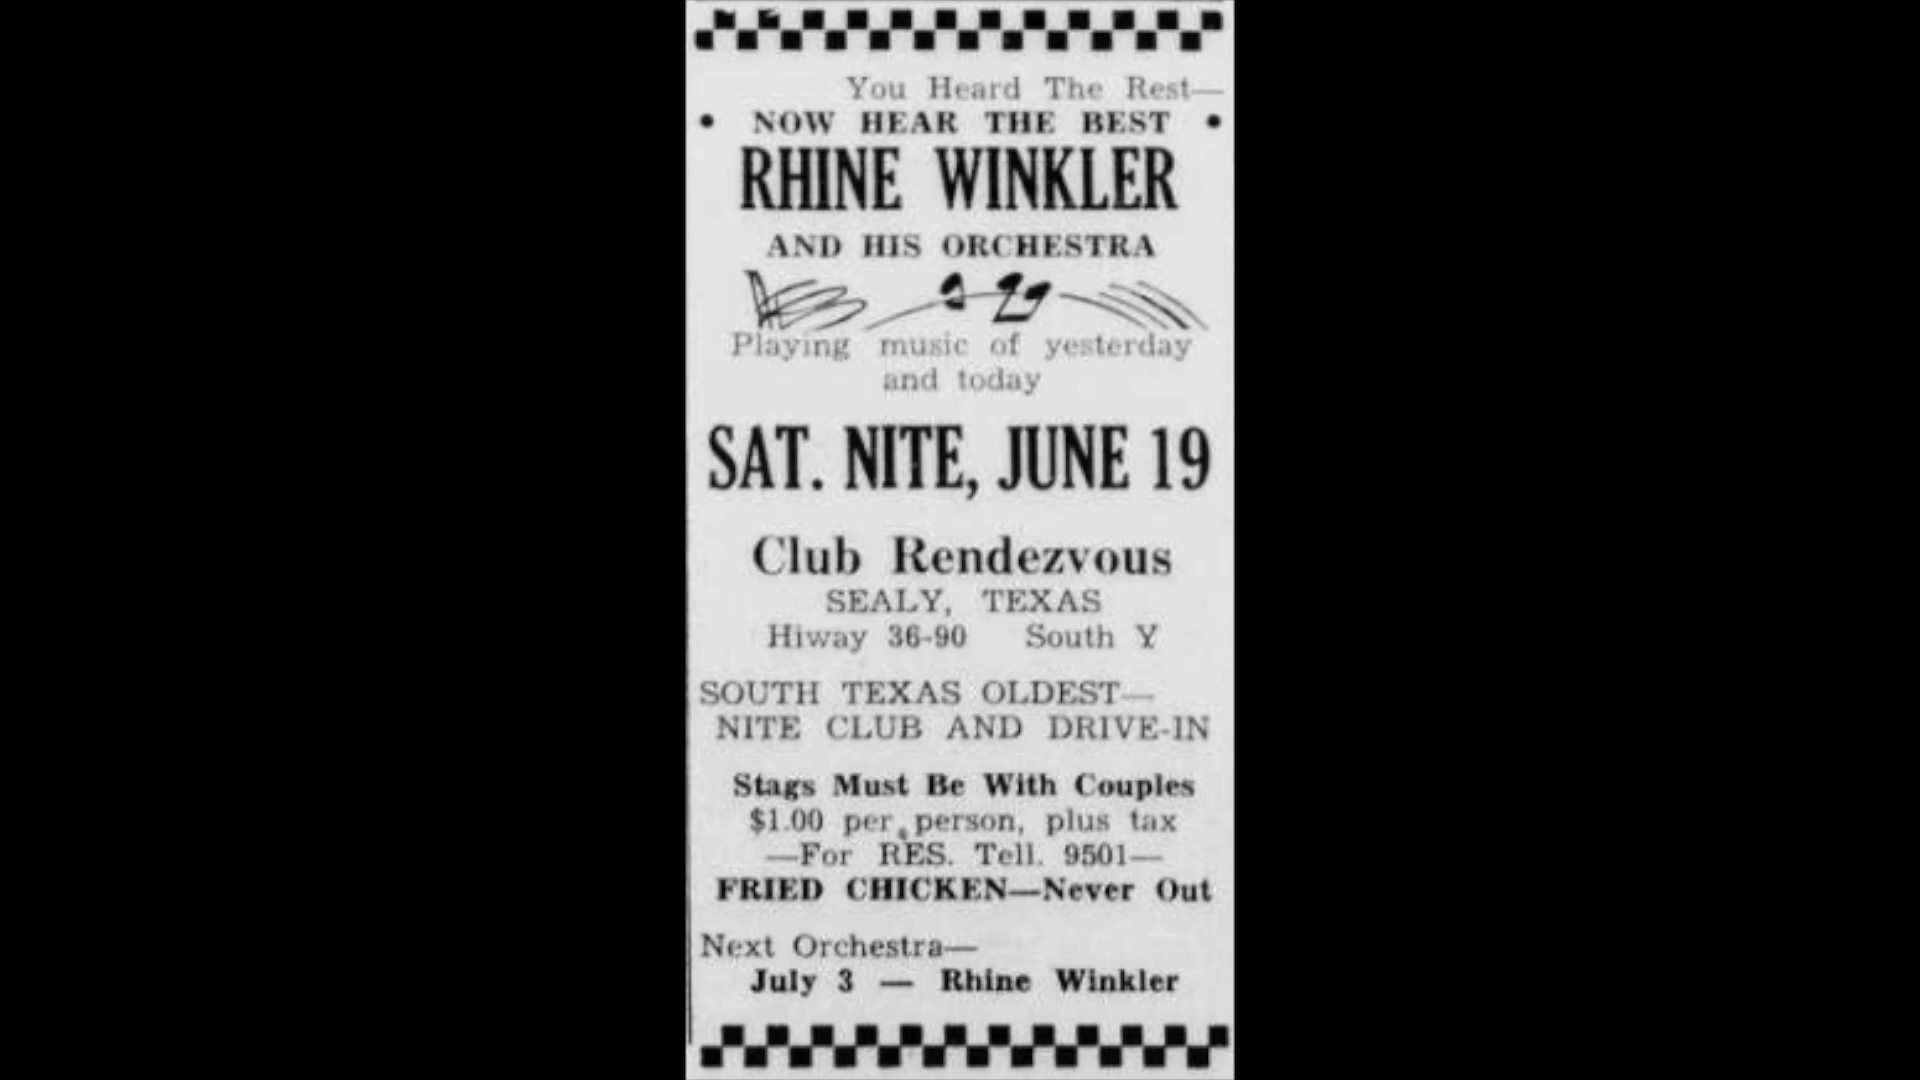 You Heard The Rest—
• NOW HEAR THE BEST •
RHINE WINKLER
AND HIS ORCHESTRA
Playing music of yesterday
and today
SAT. NITE, JUNE 19
Club Rendezvous
SEALY, TEXAS
Hiway 36-90 South Y
SOUTH TEXAS OLDEST—
NITE CLUB AND DRIVE-IN
Stags Must Be With Couples
$1.00 per person, plus tax
—For RES. Tell. 9501—
FRIED CHICKEN—Never Out
Next Orchestra—
July 3 — Rhine Winkler